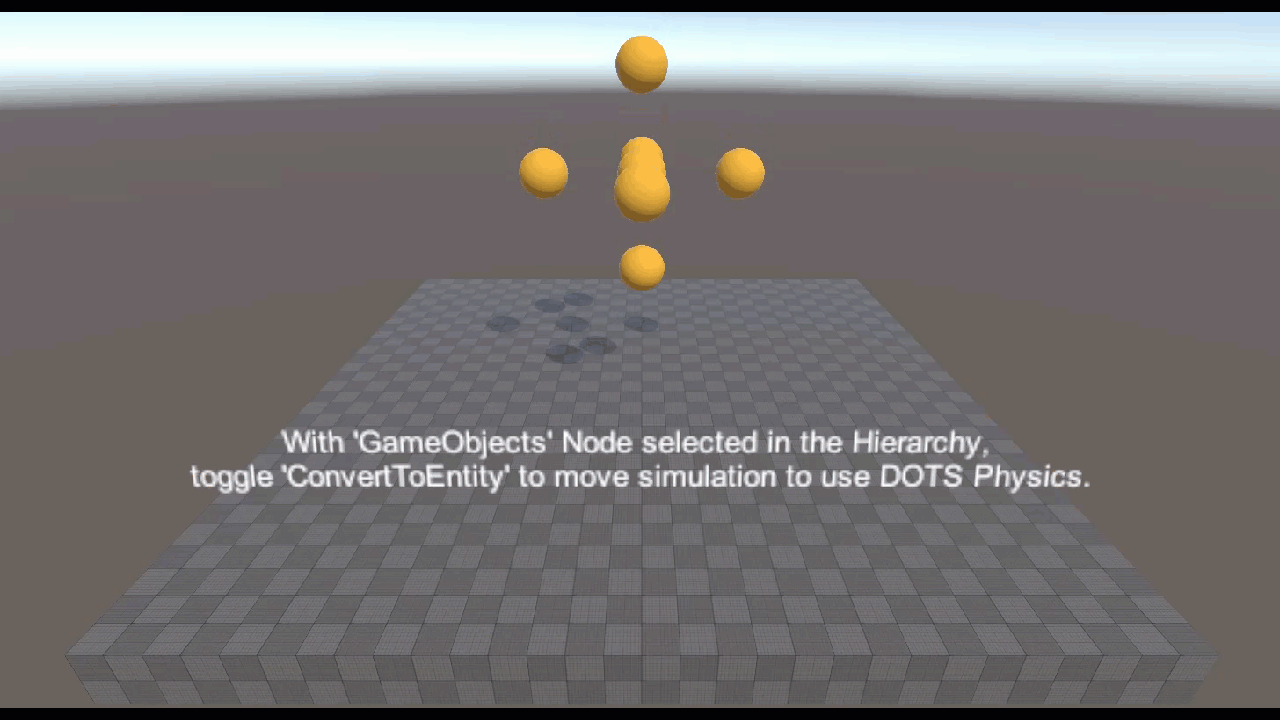 With 'GameObjects' Node selected in the Hierarchy,
toggle 'ConvertToEntity' to move simulation to use DOTS Physics.